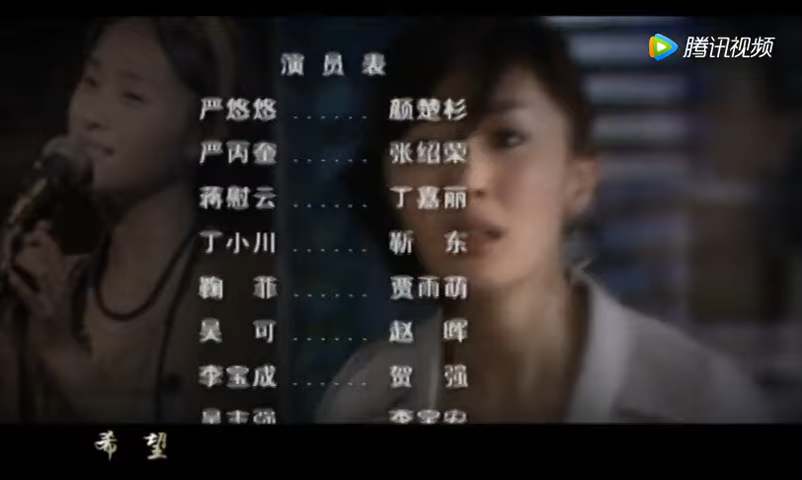 腾讯视频
演 员 表
严悠悠 ...... 颜楚杉
严丙奎 ...... 张绍荣
蒋慰云 ...... 丁嘉丽
丁小川 ...... 靳 东
鞠 菲 ...... 贾雨萌
吴 可 ...... 赵 晖
李宝成 ...... 贺 强
希 望